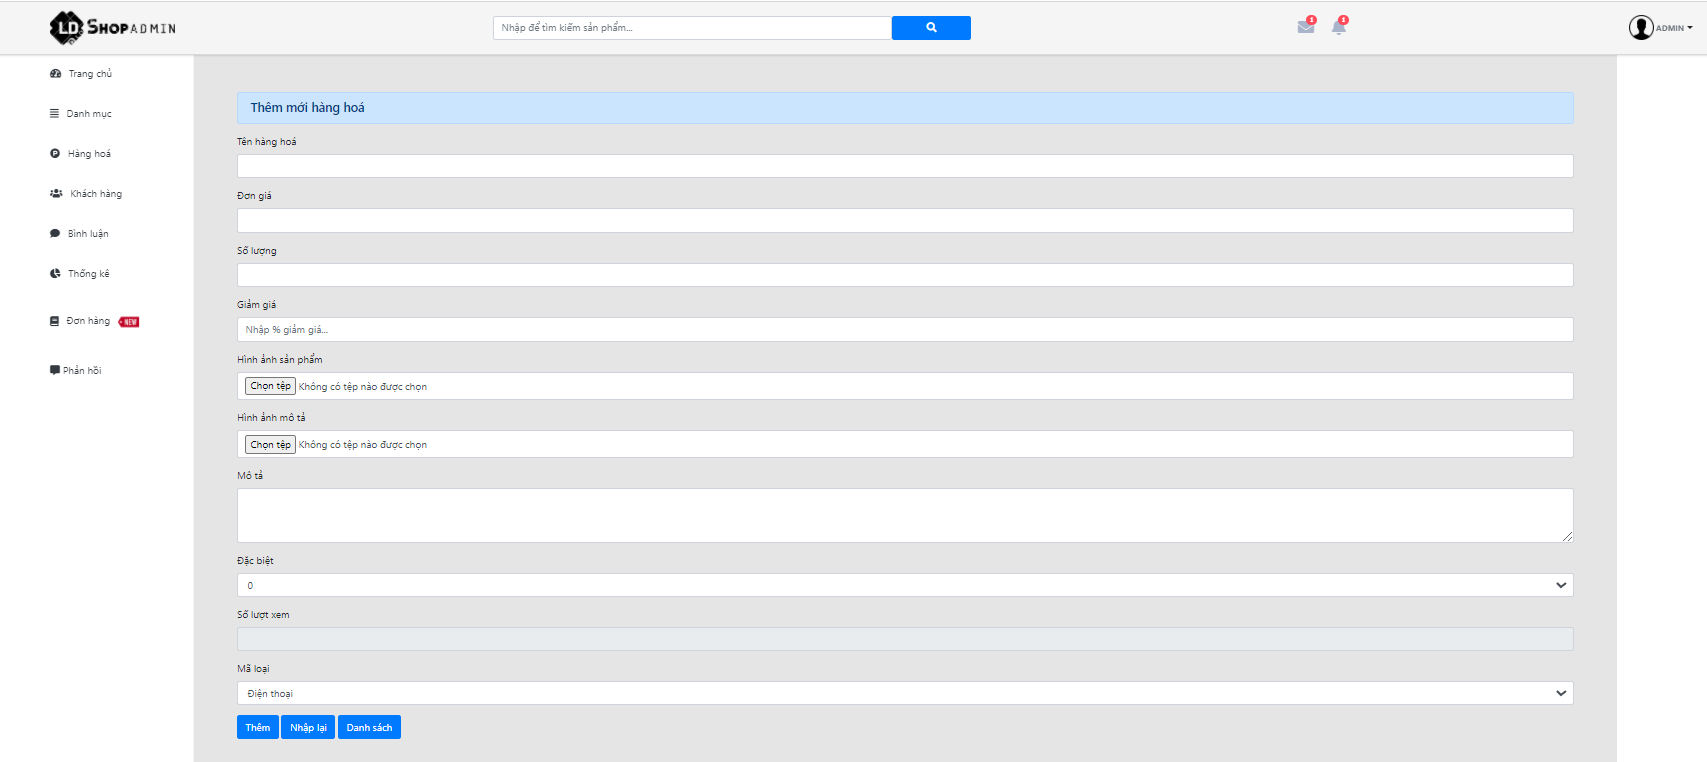 LD Shop ADMIN
Nhập để tìm kiếm sản phẩm...
1
1
ADMIN
Trang chủ
Danh mục
Hàng hoá
Khách hàng
Bình luận
Thống kê
Đơn hàng NEW
Phản hồi
Thêm mới hàng hoá
Tên hàng hoá
Đơn giá
Số lượng
Giảm giá
Nhập % giảm giá...
Hình ảnh sản phẩm
Chọn tệp Không có tệp nào được chọn
Hình ảnh mô tả
Chọn tệp Không có tệp nào được chọn
Mô tả
Đặc biệt
0
Số lượt xem
Mã loại
Điện thoại
Thêm Nhập lại Danh sách